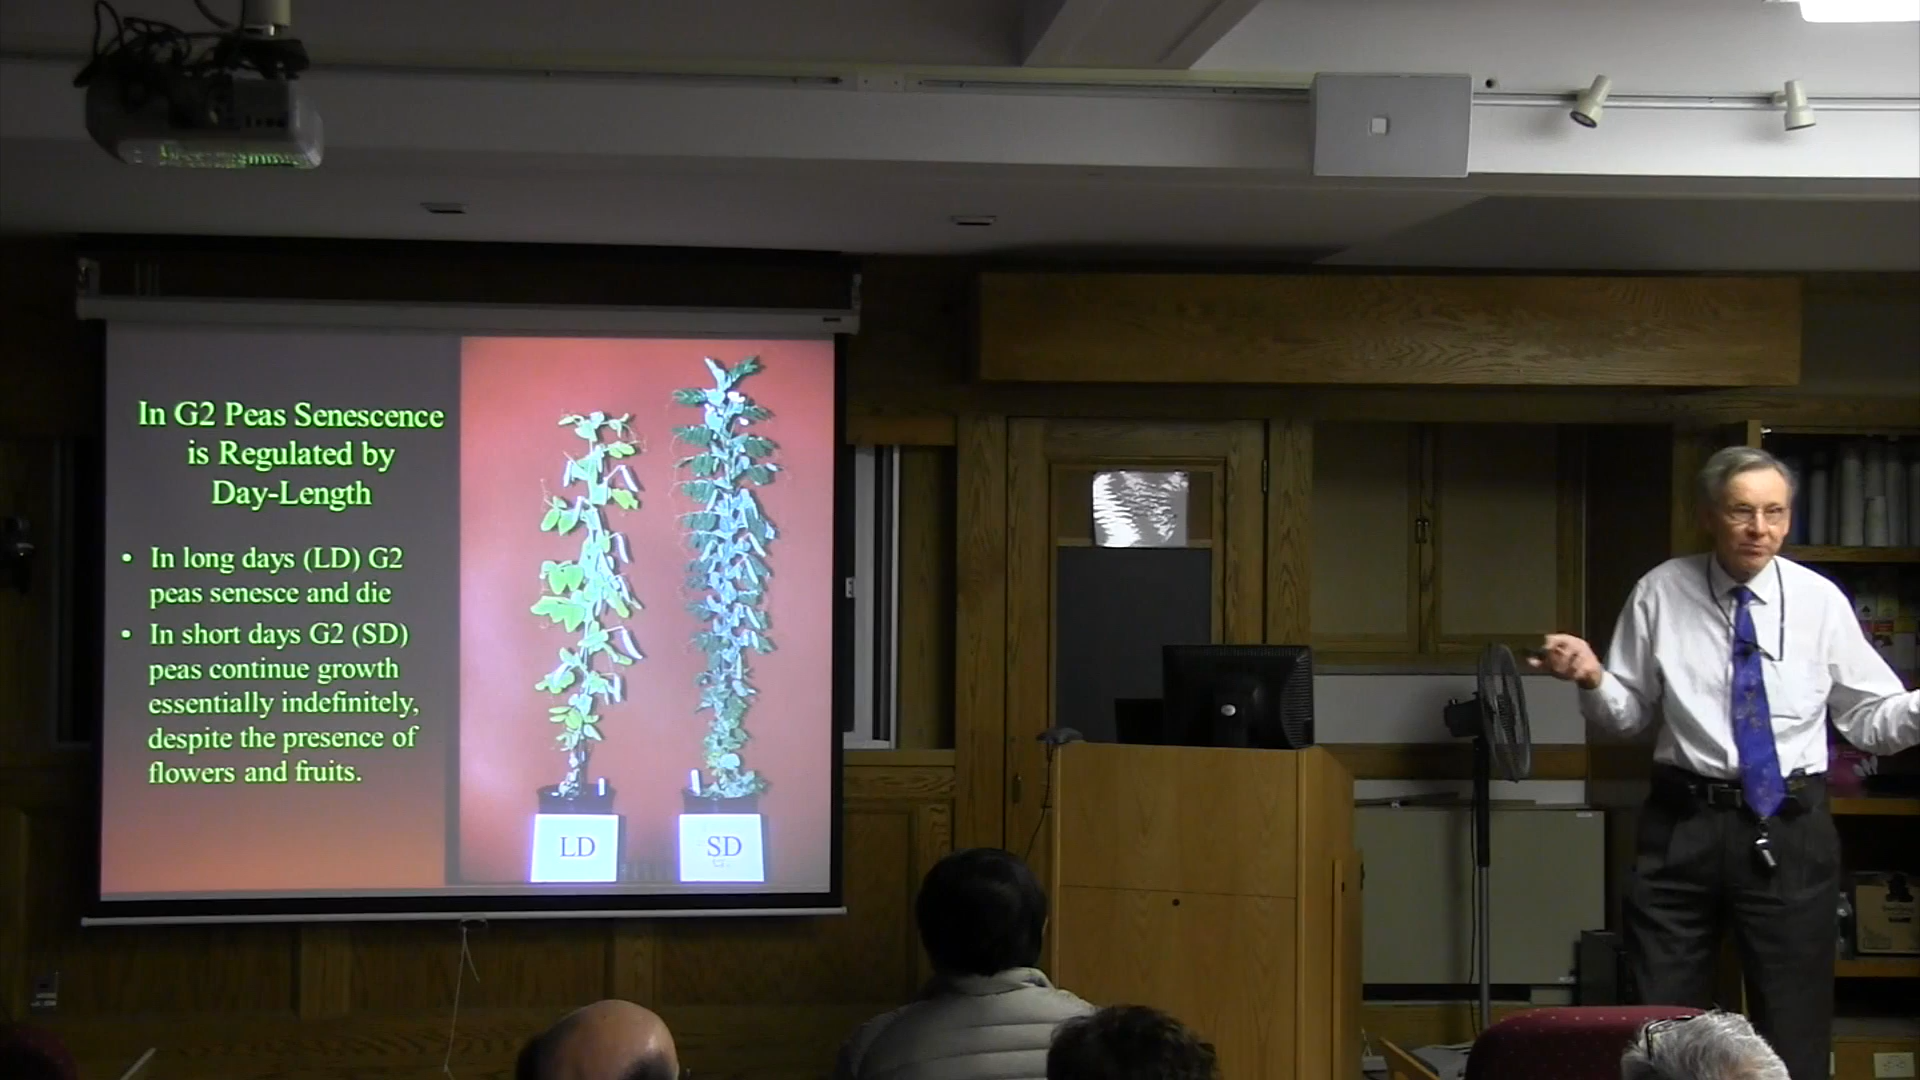 In G2 Peas Senescence
is Regulated by
Day-Length
• In long days (LD) G2
peas senesce and die
• In short days G2 (SD)
peas continue growth
essentially indefinitely,
despite the presence of
flowers and fruits.
LD
SD